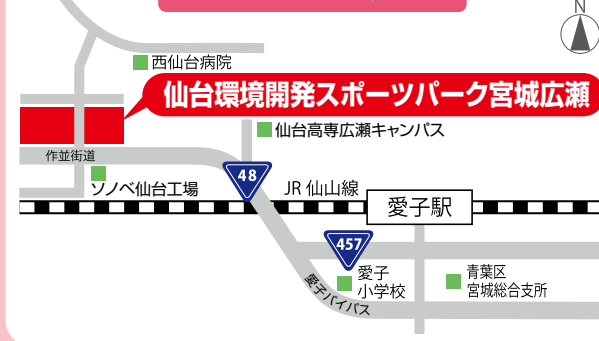 N
西仙台病院
仙台環境開発スポーツパーク宮城広瀬
仙台高専広瀬キャンパス
作並街道
ソノベ仙台工場
48
JR 仙山線
愛子駅
457
愛子
小学校
青葉区
宮城総合支所
愛子バイパス